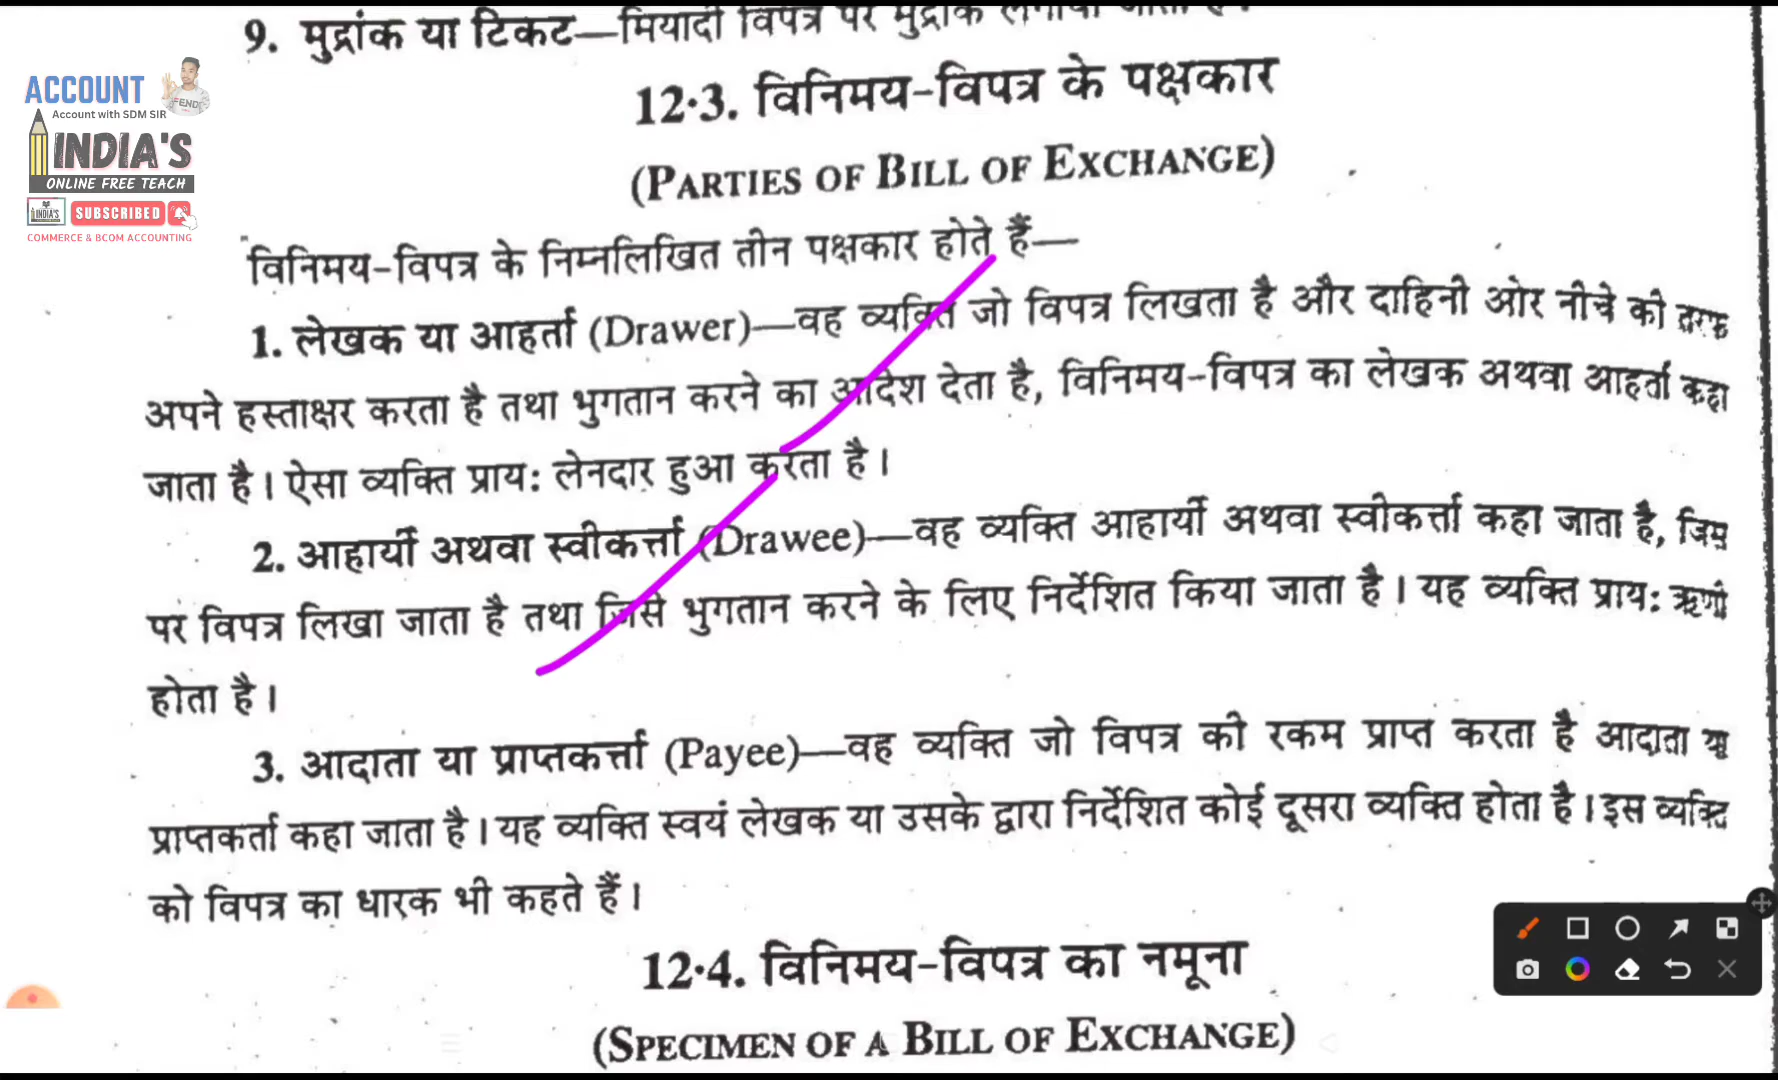 9. मुद्रांक या टिकट—मियादी विपत्र पर मुद्रांक लगाया जाता है।
ACCOUNT
Account with SDM SIR
INDIA'S
ONLINE FREE TEACH
INDIA'S
SUBSCRIBED
COMMERCE & BCOM ACCOUNTING
12·3. विनिमय-विपत्र के पक्षकार
(PARTIES OF BILL OF EXCHANGE)
विनिमय-विपत्र के निम्नलिखित तीन पक्षकार होते हैं—
1. लेखक या आहर्ता (Drawer)—वह व्यक्ति जो विपत्र लिखता है और दाहिनी ओर नीचे की तरफ
अपने हस्ताक्षर करता है तथा भुगतान करने का आदेश देता है, विनिमय-विपत्र का लेखक अथवा आहर्ता कहा
जाता है। ऐसा व्यक्ति प्राय: लेनदार हुआ करता है।
2. आहार्यी अथवा स्वीकर्त्ता (Drawee)—वह व्यक्ति आहार्यी अथवा स्वीकर्त्ता कहा जाता है, जिस
पर विपत्र लिखा जाता है तथा जिसे भुगतान करने के लिए निर्देशित किया जाता है। यह व्यक्ति प्राय: ऋणी
होता है।
3. आदाता या प्राप्तकर्त्ता (Payee)—वह व्यक्ति जो विपत्र की रकम प्राप्त करता है आदाता या
प्राप्तकर्ता कहा जाता है। यह व्यक्ति स्वयं लेखक या उसके द्वारा निर्देशित कोई दूसरा व्यक्ति होता है। इस व्यक्ति
को विपत्र का धारक भी कहते हैं।
12·4. विनिमय-विपत्र का नमूना
(SPECIMEN OF A BILL OF EXCHANGE)